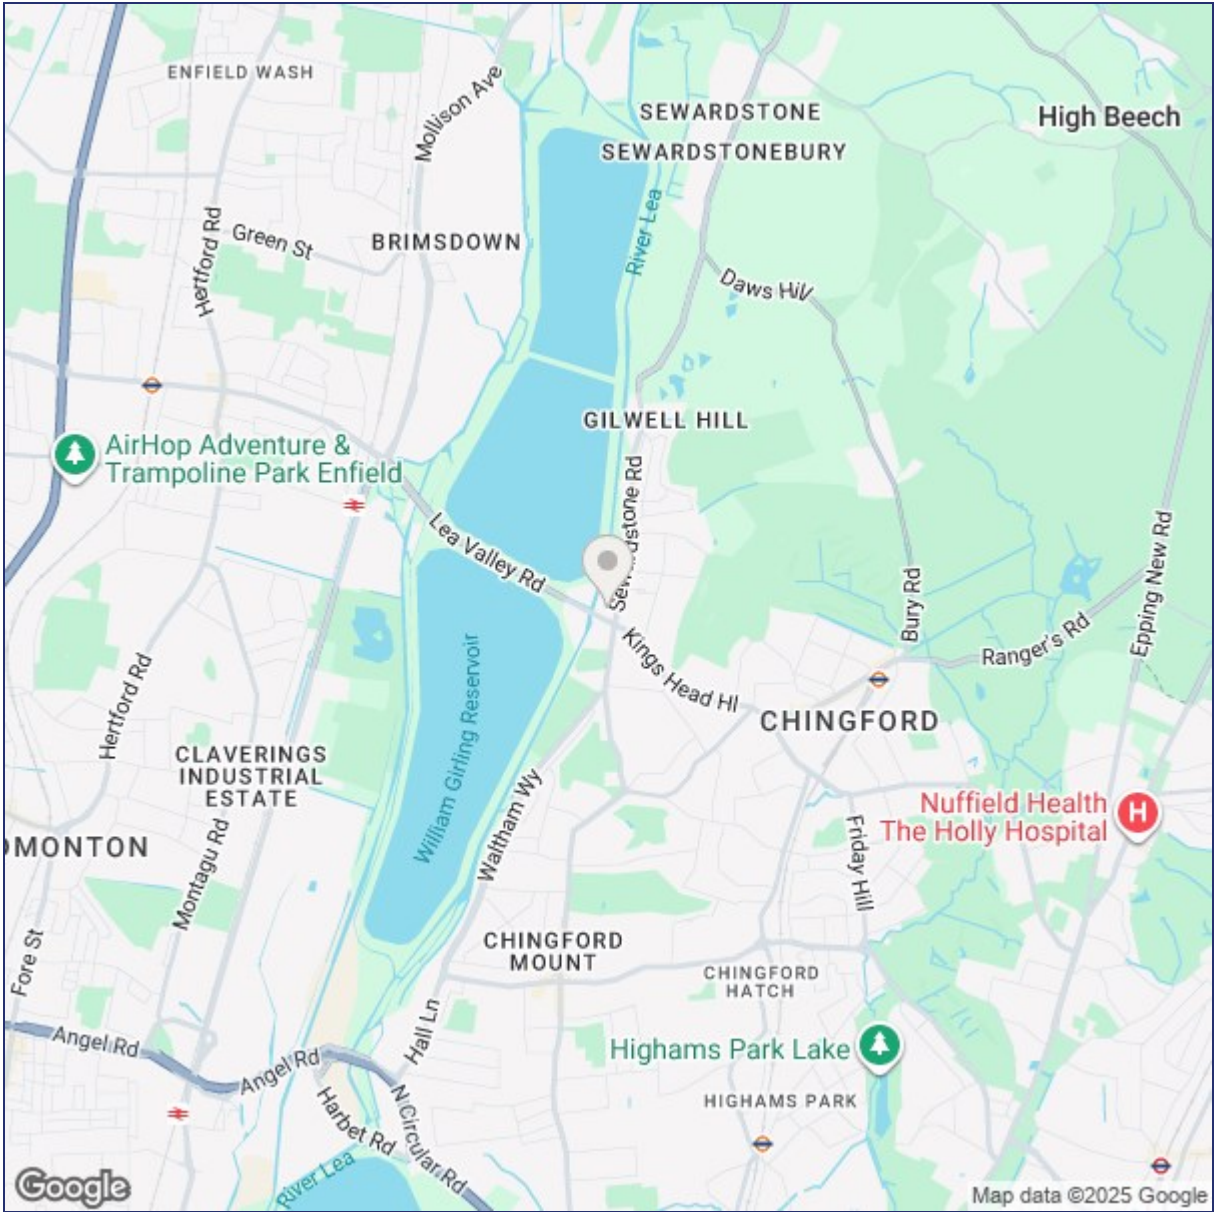 ENFIELD WASH
Mollison Ave
SEWARDSTONE
SEWARDSTONEBURY
High Beech
Hertford Rd
Green St
BRIMSDOWN
River Lea
Daws Hill
GILWELL HILL
AirHop Adventure &
Trampoline Park Enfield
Sewardstone Rd
Lea Valley Rd
Epping New Rd
Bury Rd
Ranger's Rd
Kings Head Hl
William Girling Reservoir
Hertford Rd
CHINGFORD
CLAVERINGS
INDUSTRIAL
ESTATE
Waltham Wy
Nuffield Health
The Holly Hospital
H
DMONTON
Montagu Rd
Friday Hill
Fore St
CHINGFORD
MOUNT
CHINGFORD
HATCH
Hall Ln
Angel Rd
Angel Rd
Highams Park Lake
HIGHAMS PARK
Harbet Rd
N Circular Rd
River Lea
Google
Map data ©2025 Google